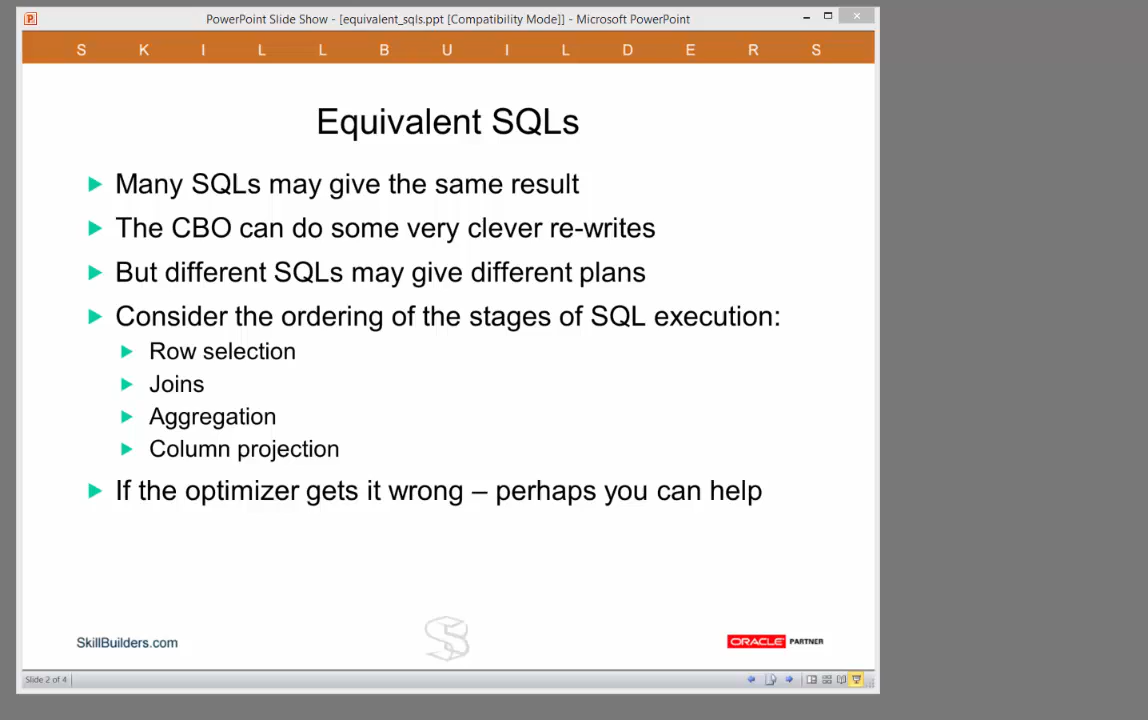 PowerPoint Slide Show - [equivalent_sqls.ppt [Compatibility Mode]] - Microsoft PowerPoint
S K I L L B U I L D E R S
Equivalent SQLs
Many SQLs may give the same result
The CBO can do some very clever re-writes
But different SQLs may give different plans
Consider the ordering of the stages of SQL execution:
Row selection
Joins
Aggregation
Column projection
If the optimizer gets it wrong – perhaps you can help
SkillBuilders.com
ORACLE PARTNER
Slide 2 of 4